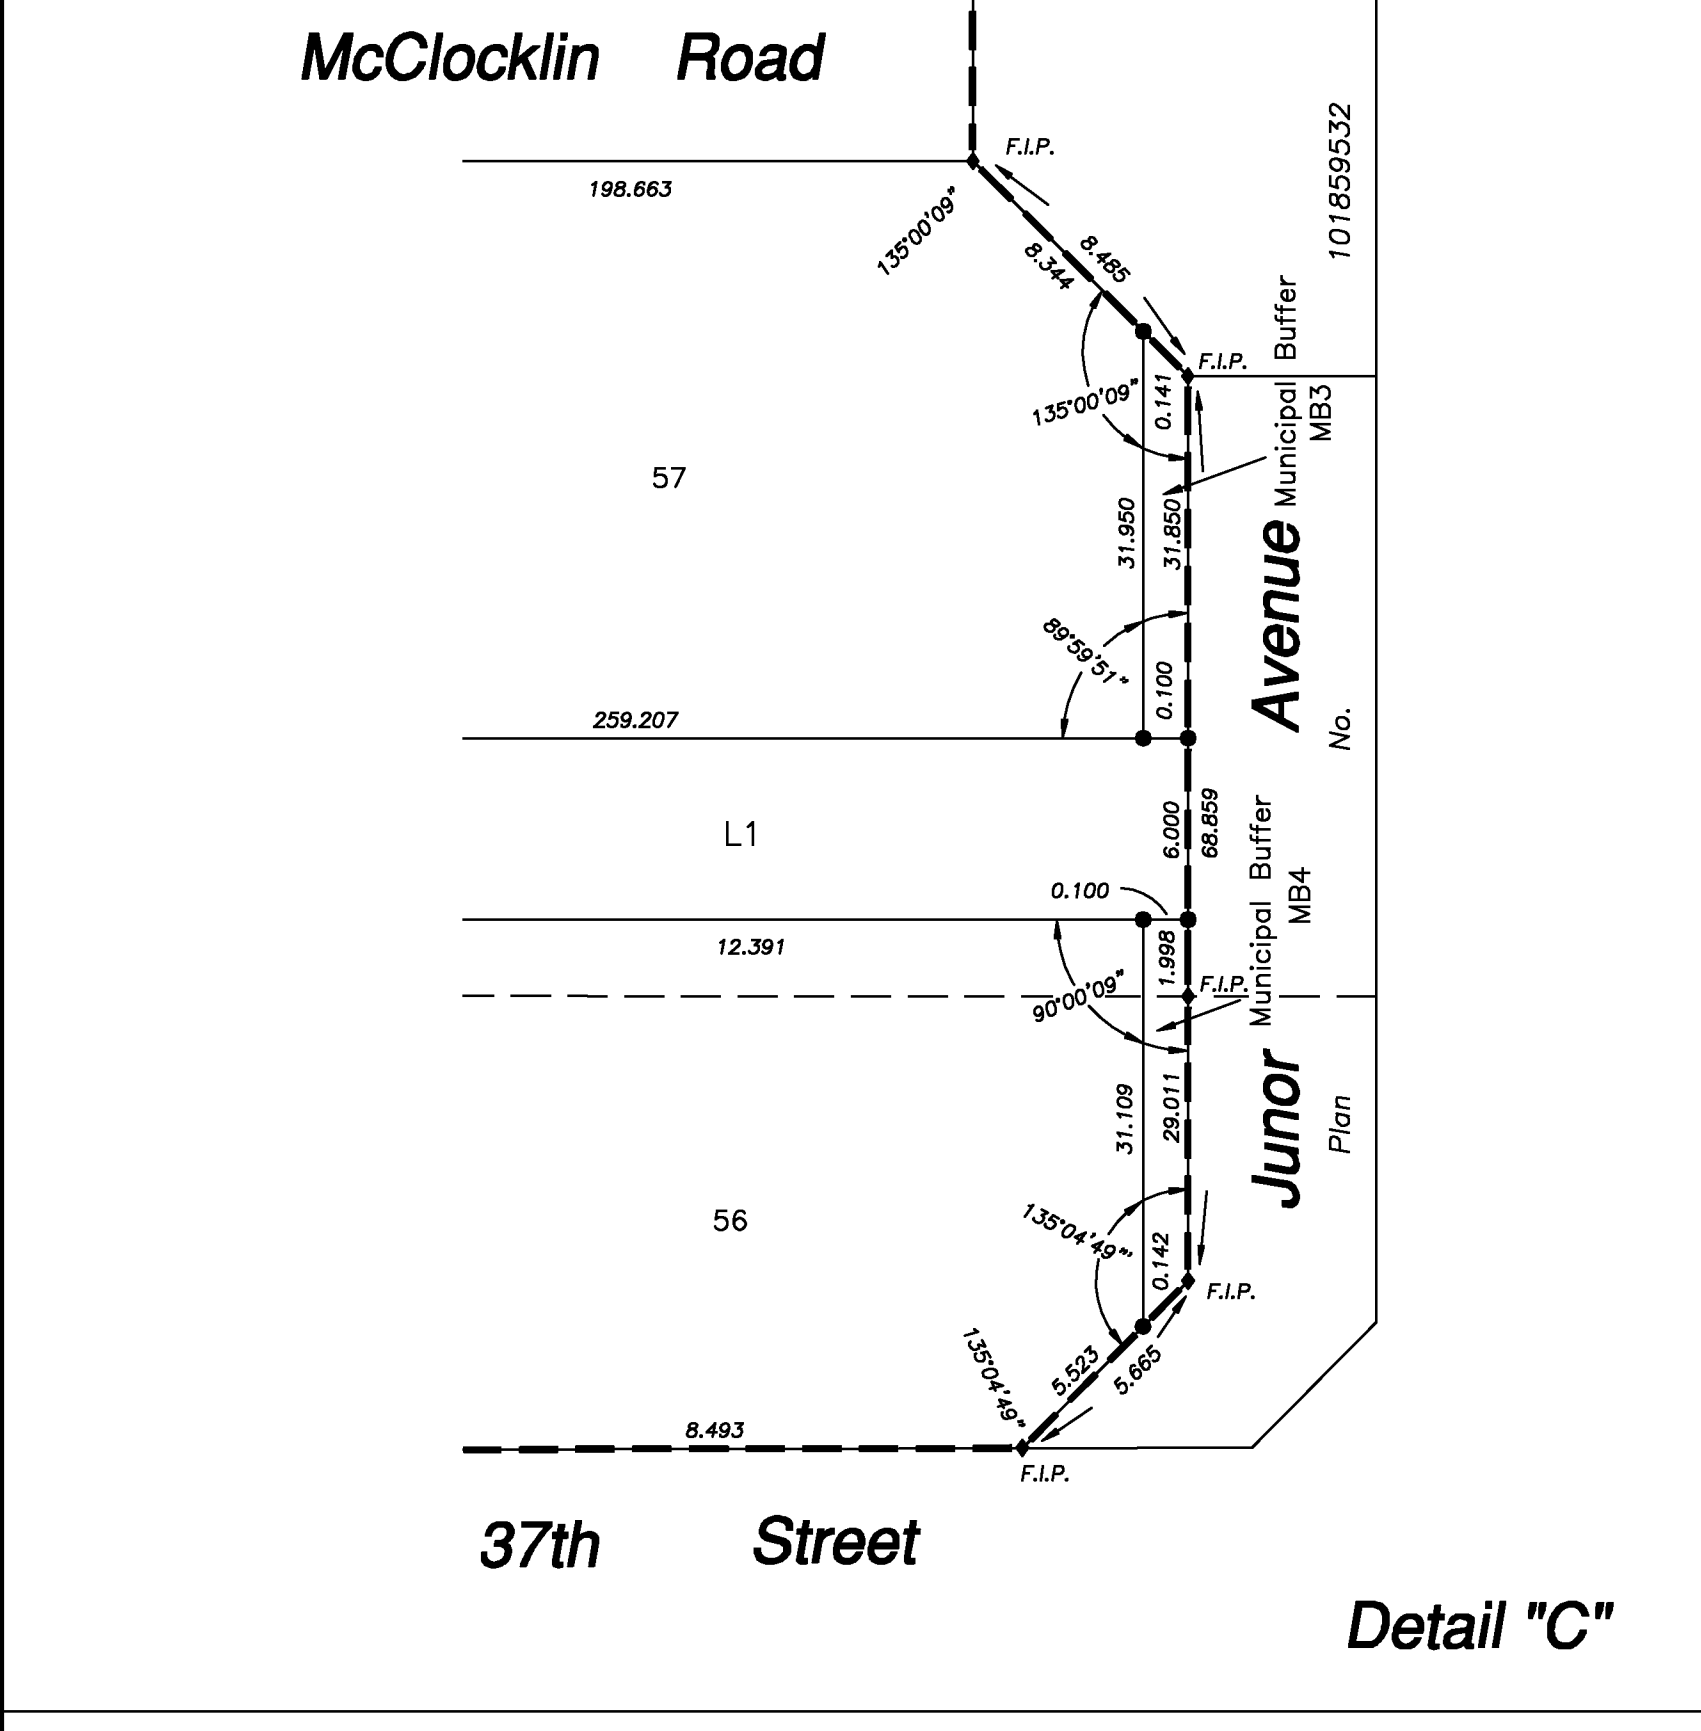 McClocklin Road
F.I.P.
198.663
135°00'09"
8.485
8.344
101859532
F.I.P.
135°00'09"
0.141
Municipal Buffer
MB3
57
31.950
31.850
89°59'51"
0.100
259.207
Junor Avenue
Plan No.
L1
6.000
68.859
0.100
12.391
1.998
F.I.P.
Municipal Buffer
MB4
90°00'09"
31.109
29.011
56
135°04'49"
0.142
F.I.P.
135°04'49"
5.523
5.665
8.493
F.I.P.
37th Street
Detail "C"